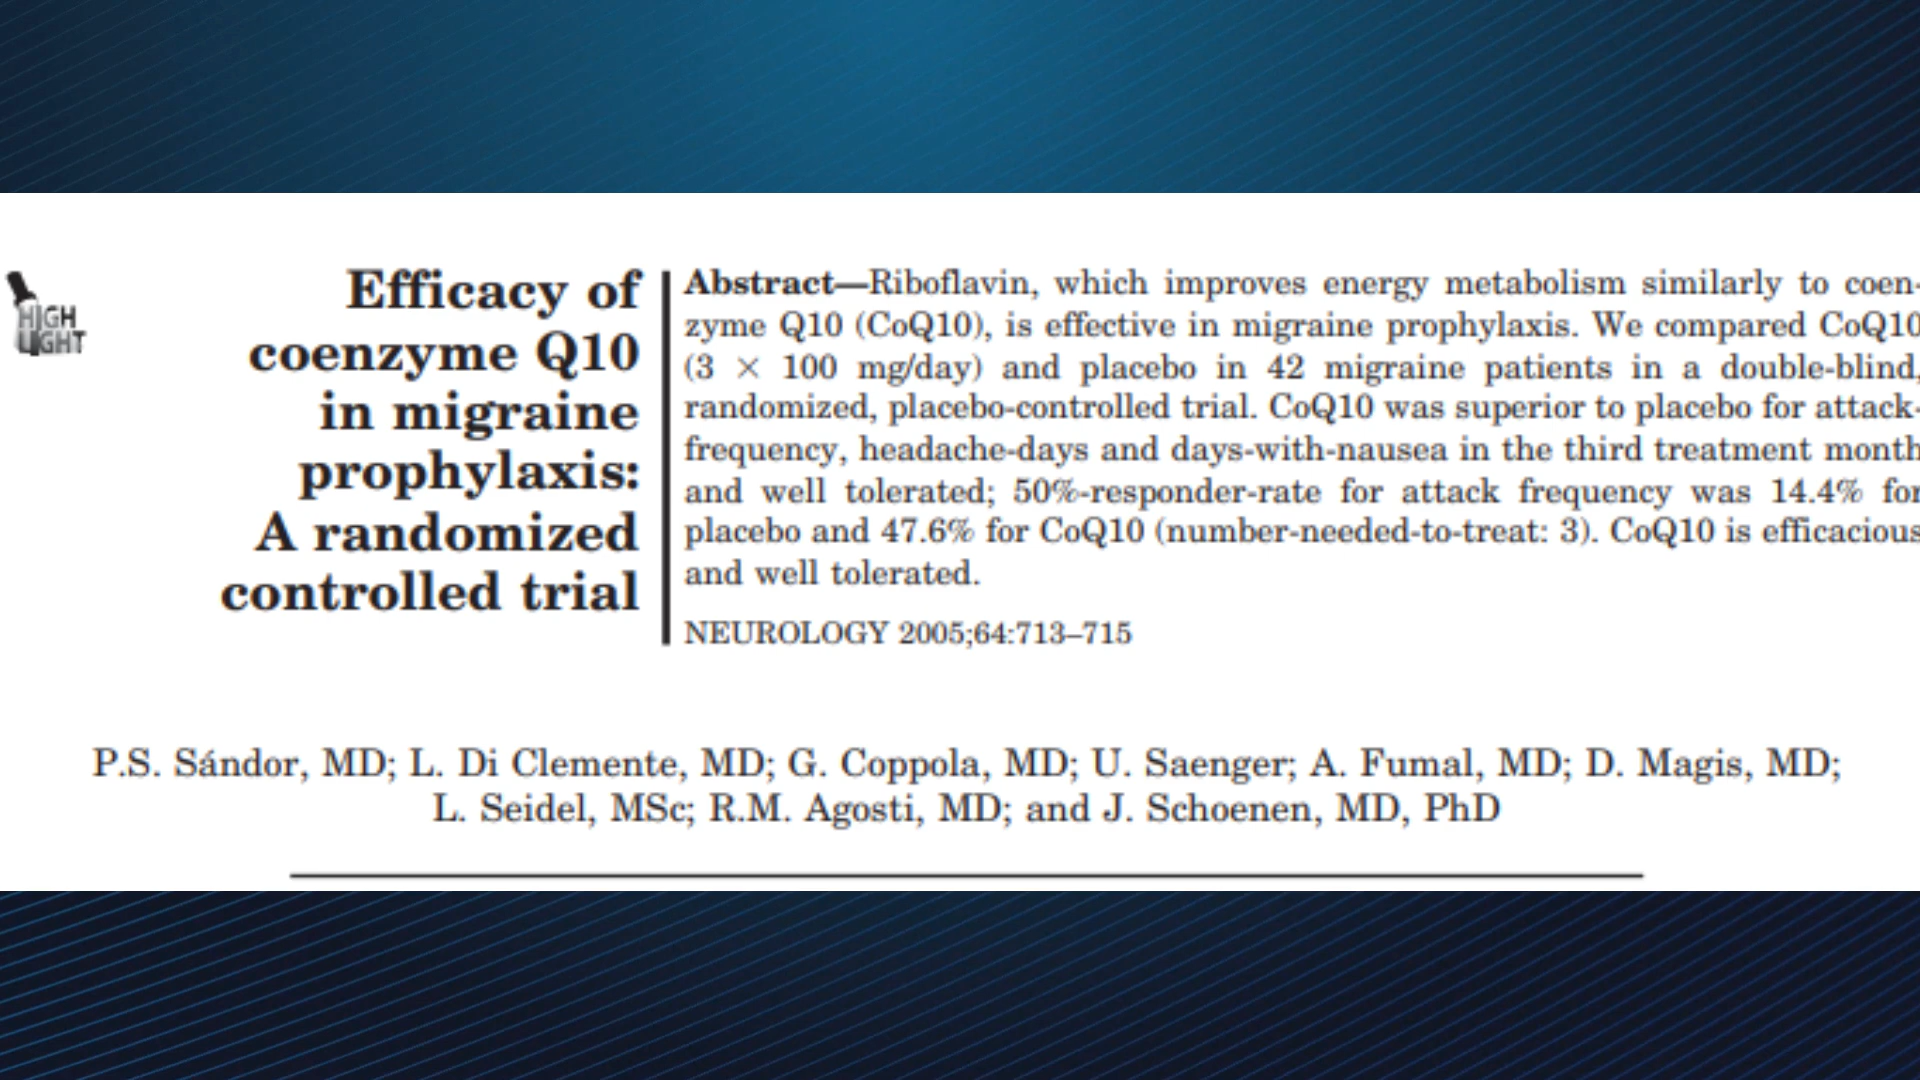 HIGH
LIGHT
Efficacy of
coenzyme Q10
in migraine
prophylaxis:
A randomized
controlled trial
Abstract—Riboflavin, which improves energy metabolism similarly to coen-
zyme Q10 (CoQ10), is effective in migraine prophylaxis. We compared CoQ10
(3 × 100 mg/day) and placebo in 42 migraine patients in a double-blind,
randomized, placebo-controlled trial. CoQ10 was superior to placebo for attack-
frequency, headache-days and days-with-nausea in the third treatment month
and well tolerated; 50%-responder-rate for attack frequency was 14.4% for
placebo and 47.6% for CoQ10 (number-needed-to-treat: 3). CoQ10 is efficacious
and well tolerated.
NEUROLOGY 2005;64:713–715
P.S. Sándor, MD; L. Di Clemente, MD; G. Coppola, MD; U. Saenger; A. Fumal, MD; D. Magis, MD;
L. Seidel, MSc; R.M. Agosti, MD; and J. Schoenen, MD, PhD